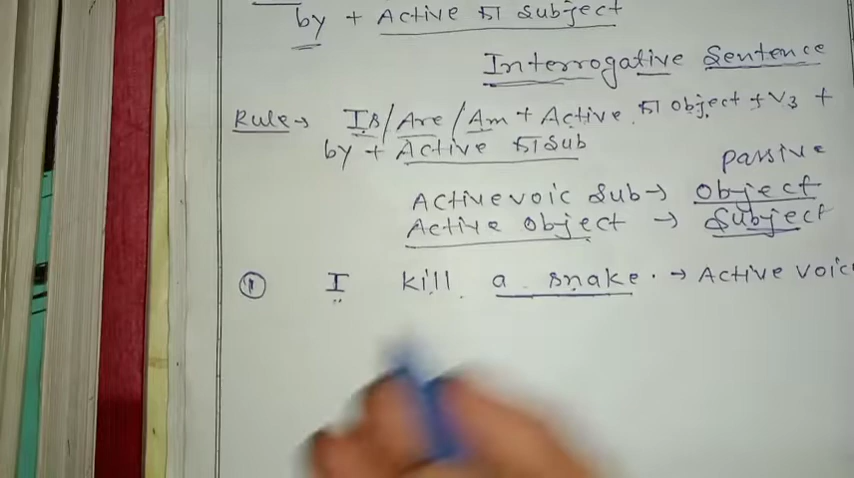 by + Active का Subject
Interrogative Sentence
Rule→ Is/Are/Am + Active का object + V3 +
by + Active का Sub
passive
Active voic Sub → object
Active object → Subject
① I kill a snake. → Active voic